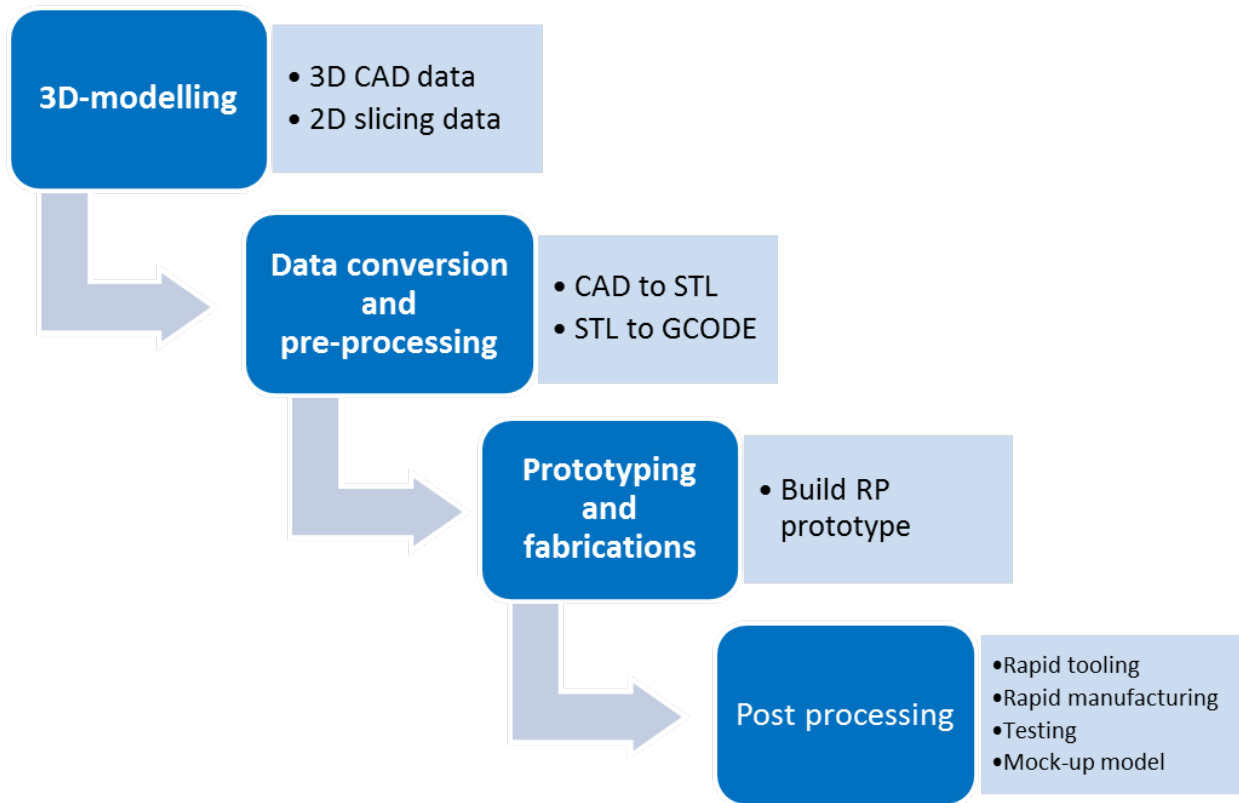 3D-modelling
• 3D CAD data
• 2D slicing data
Data conversion
and
pre-processing
• CAD to STL
• STL to GCODE
Prototyping
and
fabrications
• Build RP
prototype
Post processing
•Rapid tooling
•Rapid manufacturing
•Testing
•Mock-up model